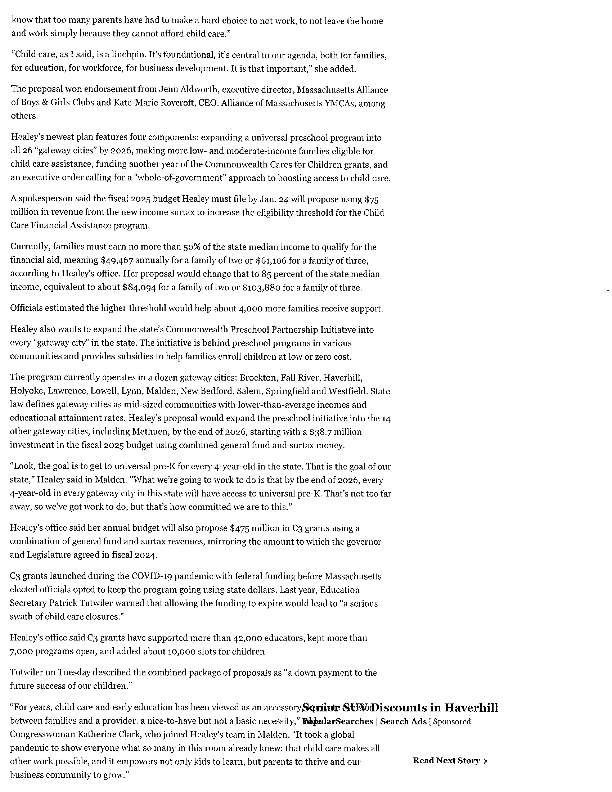 know that too many parents have had to make a hard choice to not work, to not leave the home
and work simply because they cannot afford child care."
"Child care, as I said, is a linchpin. It's foundational, it's central to our agenda, both for families,
for education, for workforce, for business development. It is that important," she added.
The proposal won endorsement from Jenn Aldworth, executive director, Massachusetts Alliance
of Boys & Girls Clubs and Kate Marie Roycroft, CEO, Alliance of Massachusetts YMCAs, among
others.
Healey's newest plan features four components: expanding a universal preschool program into
all 26 "gateway cities" by 2026, making more low- and moderate-income families eligible for
child care assistance, funding another year of the Commonwealth Cares for Children grants, and
an executive order calling for a "whole-of-government" approach to boosting access to child care.
A spokesperson said the fiscal 2025 budget Healey must file by Jan. 24 will propose using $75
million in revenue from the new income surtax to increase the eligibility threshold for the Child
Care Financial Assistance program.
Currently, families must earn no more than 50% of the state median income to qualify for the
financial aid, meaning $49,467 annually for a family of two or $61,106 for a family of three,
according to Healey's office. Her proposal would change that to 85 percent of the state median
income, equivalent to about $84,094 for a family of two or $103,880 for a family of three.
Officials estimated the higher threshold would help about 4,000 more families receive support.
Healey also wants to expand the state's Commonwealth Preschool Partnership Initiative into
every "gateway city" in the state. The initiative is behind preschool programs in various
communities and provides subsidies to help families enroll children at low or zero cost.
The program currently operates in a dozen gateway cities: Brockton, Fall River, Haverhill,
Holyoke, Lawrence, Lowell, Lynn, Malden, New Bedford, Salem, Springfield and Westfield. State
law defines gateway cities as mid-sized communities with lower-than-average incomes and
educational attainment rates. Healey's proposal would expand the preschool initiative into the 14
other gateway cities, including Methuen, by the end of 2026, starting with a $38.7 million
investment in the fiscal 2025 budget using combined general fund and surtax money.
"Look, the goal is to get to universal pre-K for every 4-year-old in the state. That is the goal of our
state," Healey said in Malden. "What we're going to work to do is that by the end of 2026, every
4-year-old in every gateway city in this state will have access to universal pre-K. That's not too far
away, so we've got work to do, but that's how committed we are to this."
Healey's office said her annual budget will also propose $475 million in C3 grants using a
combination of general fund and surtax revenues, mirroring the amount to which the governor
and Legislature agreed in fiscal 2024.
C3 grants launched during the COVID-19 pandemic with federal funding before Massachusetts
elected officials opted to keep the program going using state dollars. Last year, Education
Secretary Patrick Tutwiler warned that allowing the funding to expire would lead to "a serious
swath of child care closures."
Healey's office said C3 grants have supported more than 42,000 educators, kept more than
7,000 programs open, and added about 10,000 slots for children
Tutwiler on Tuesday described the combined package of proposals as "a down payment to the
future success of our children."
"For years, child care and early education has been viewed as an accessory, SUV Discounts in Haverhill
between families and a provider, a nice-to-have but not a basic necessity," PopularSearches | Search Ads | Sponsored
Congresswoman Katherine Clark, who joined Healey's team in Malden. "It took a global
pandemic to show everyone what so many in this room already knew: that child care makes all
other work possible, and it empowers not only kids to learn, but parents to thrive and our
business community to grow."
Read Next Story >